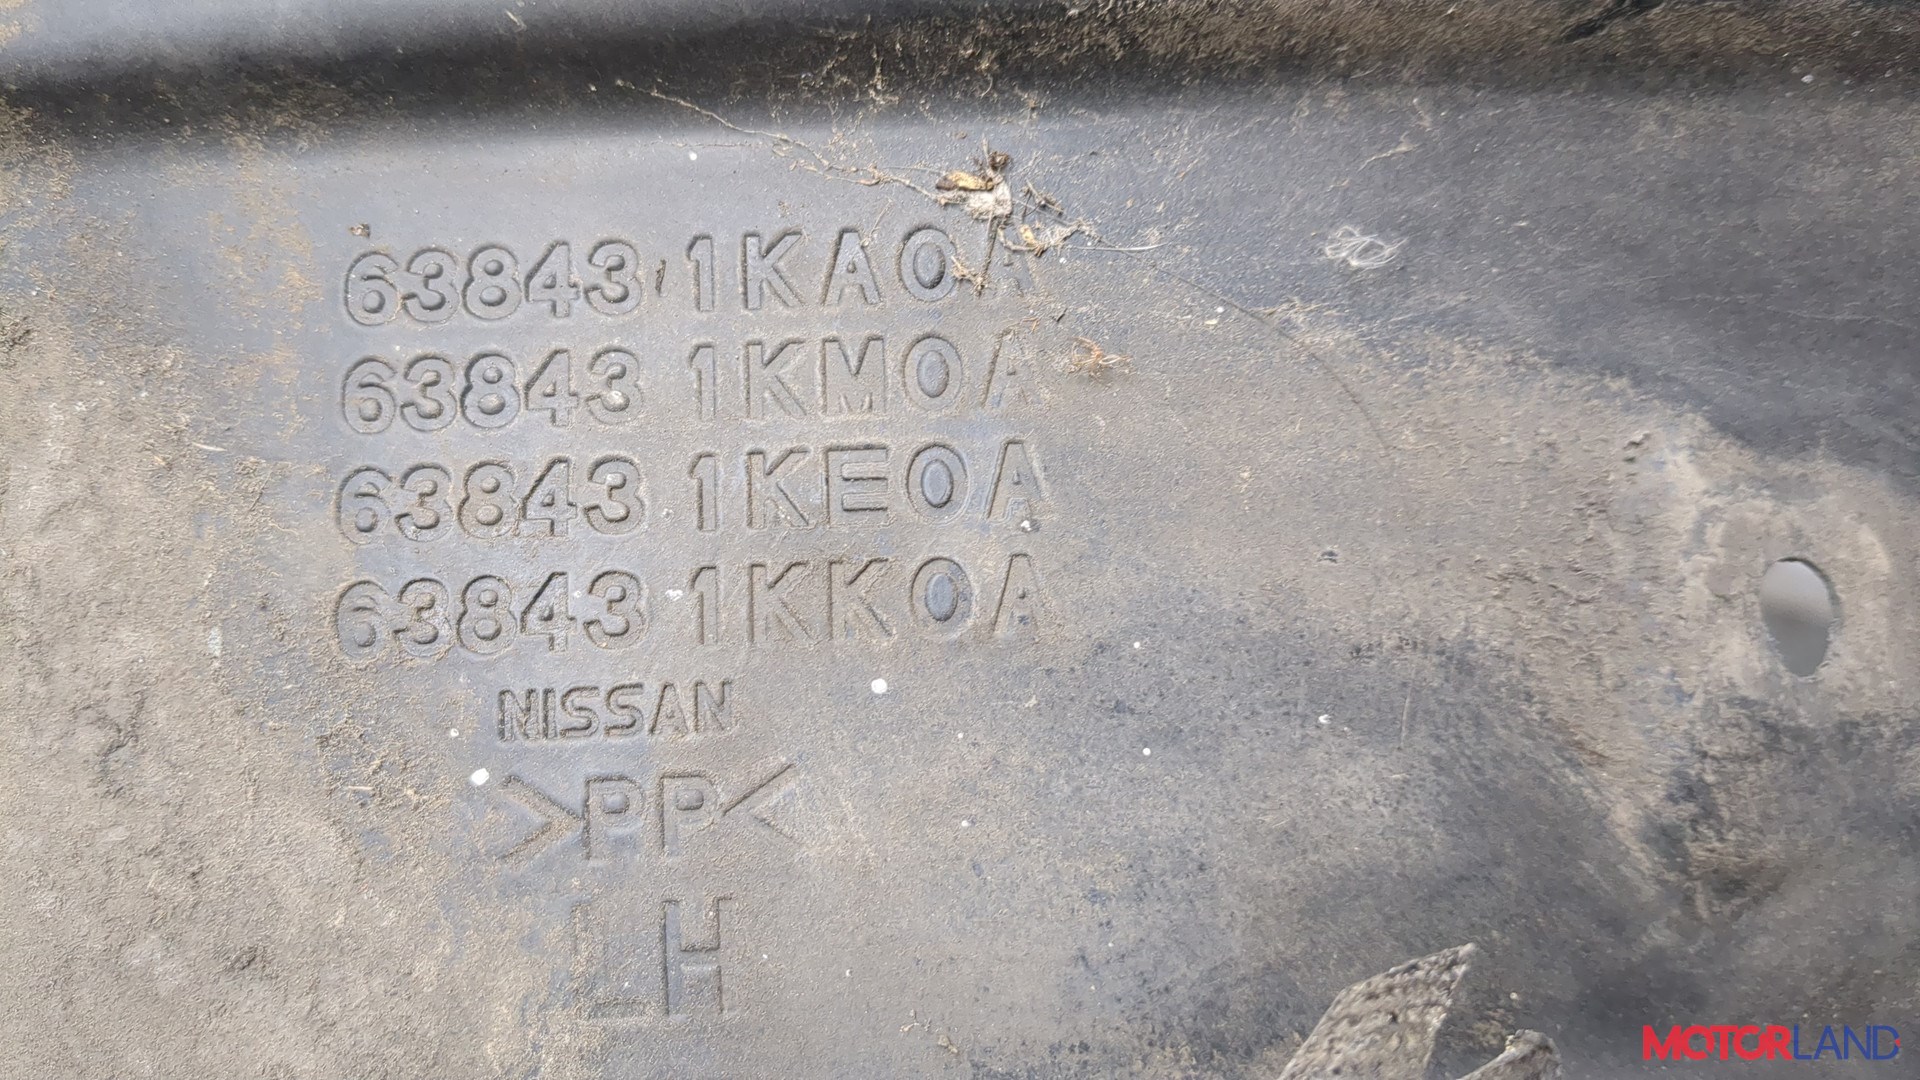 63843 1KA0A
63843 1KM0A
63843 1KE0A
63843 1KK0A
NISSAN
>PP<
LH
MOTORLAND